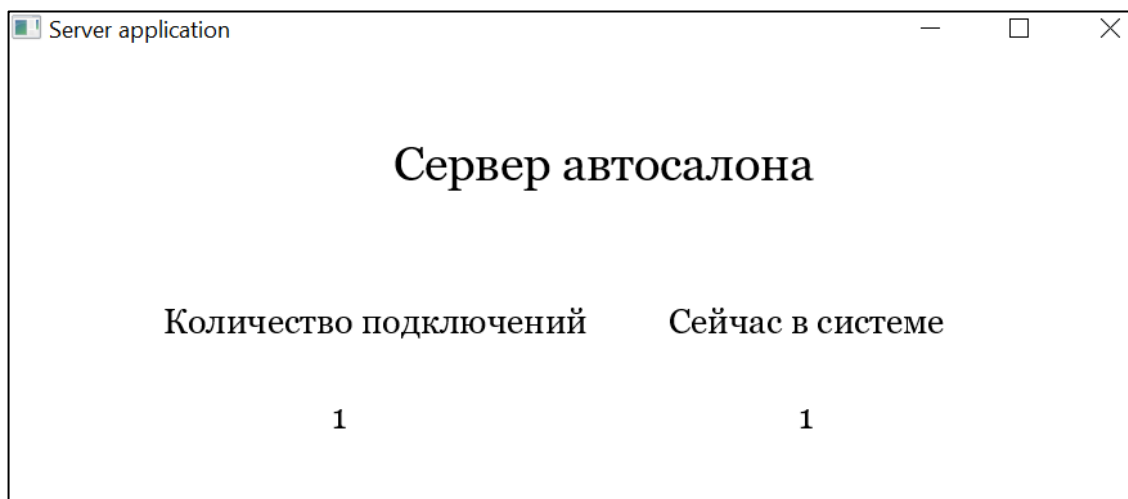 Server application
Сервер автосалона
Количество подключений Сейчас в системе
1 1